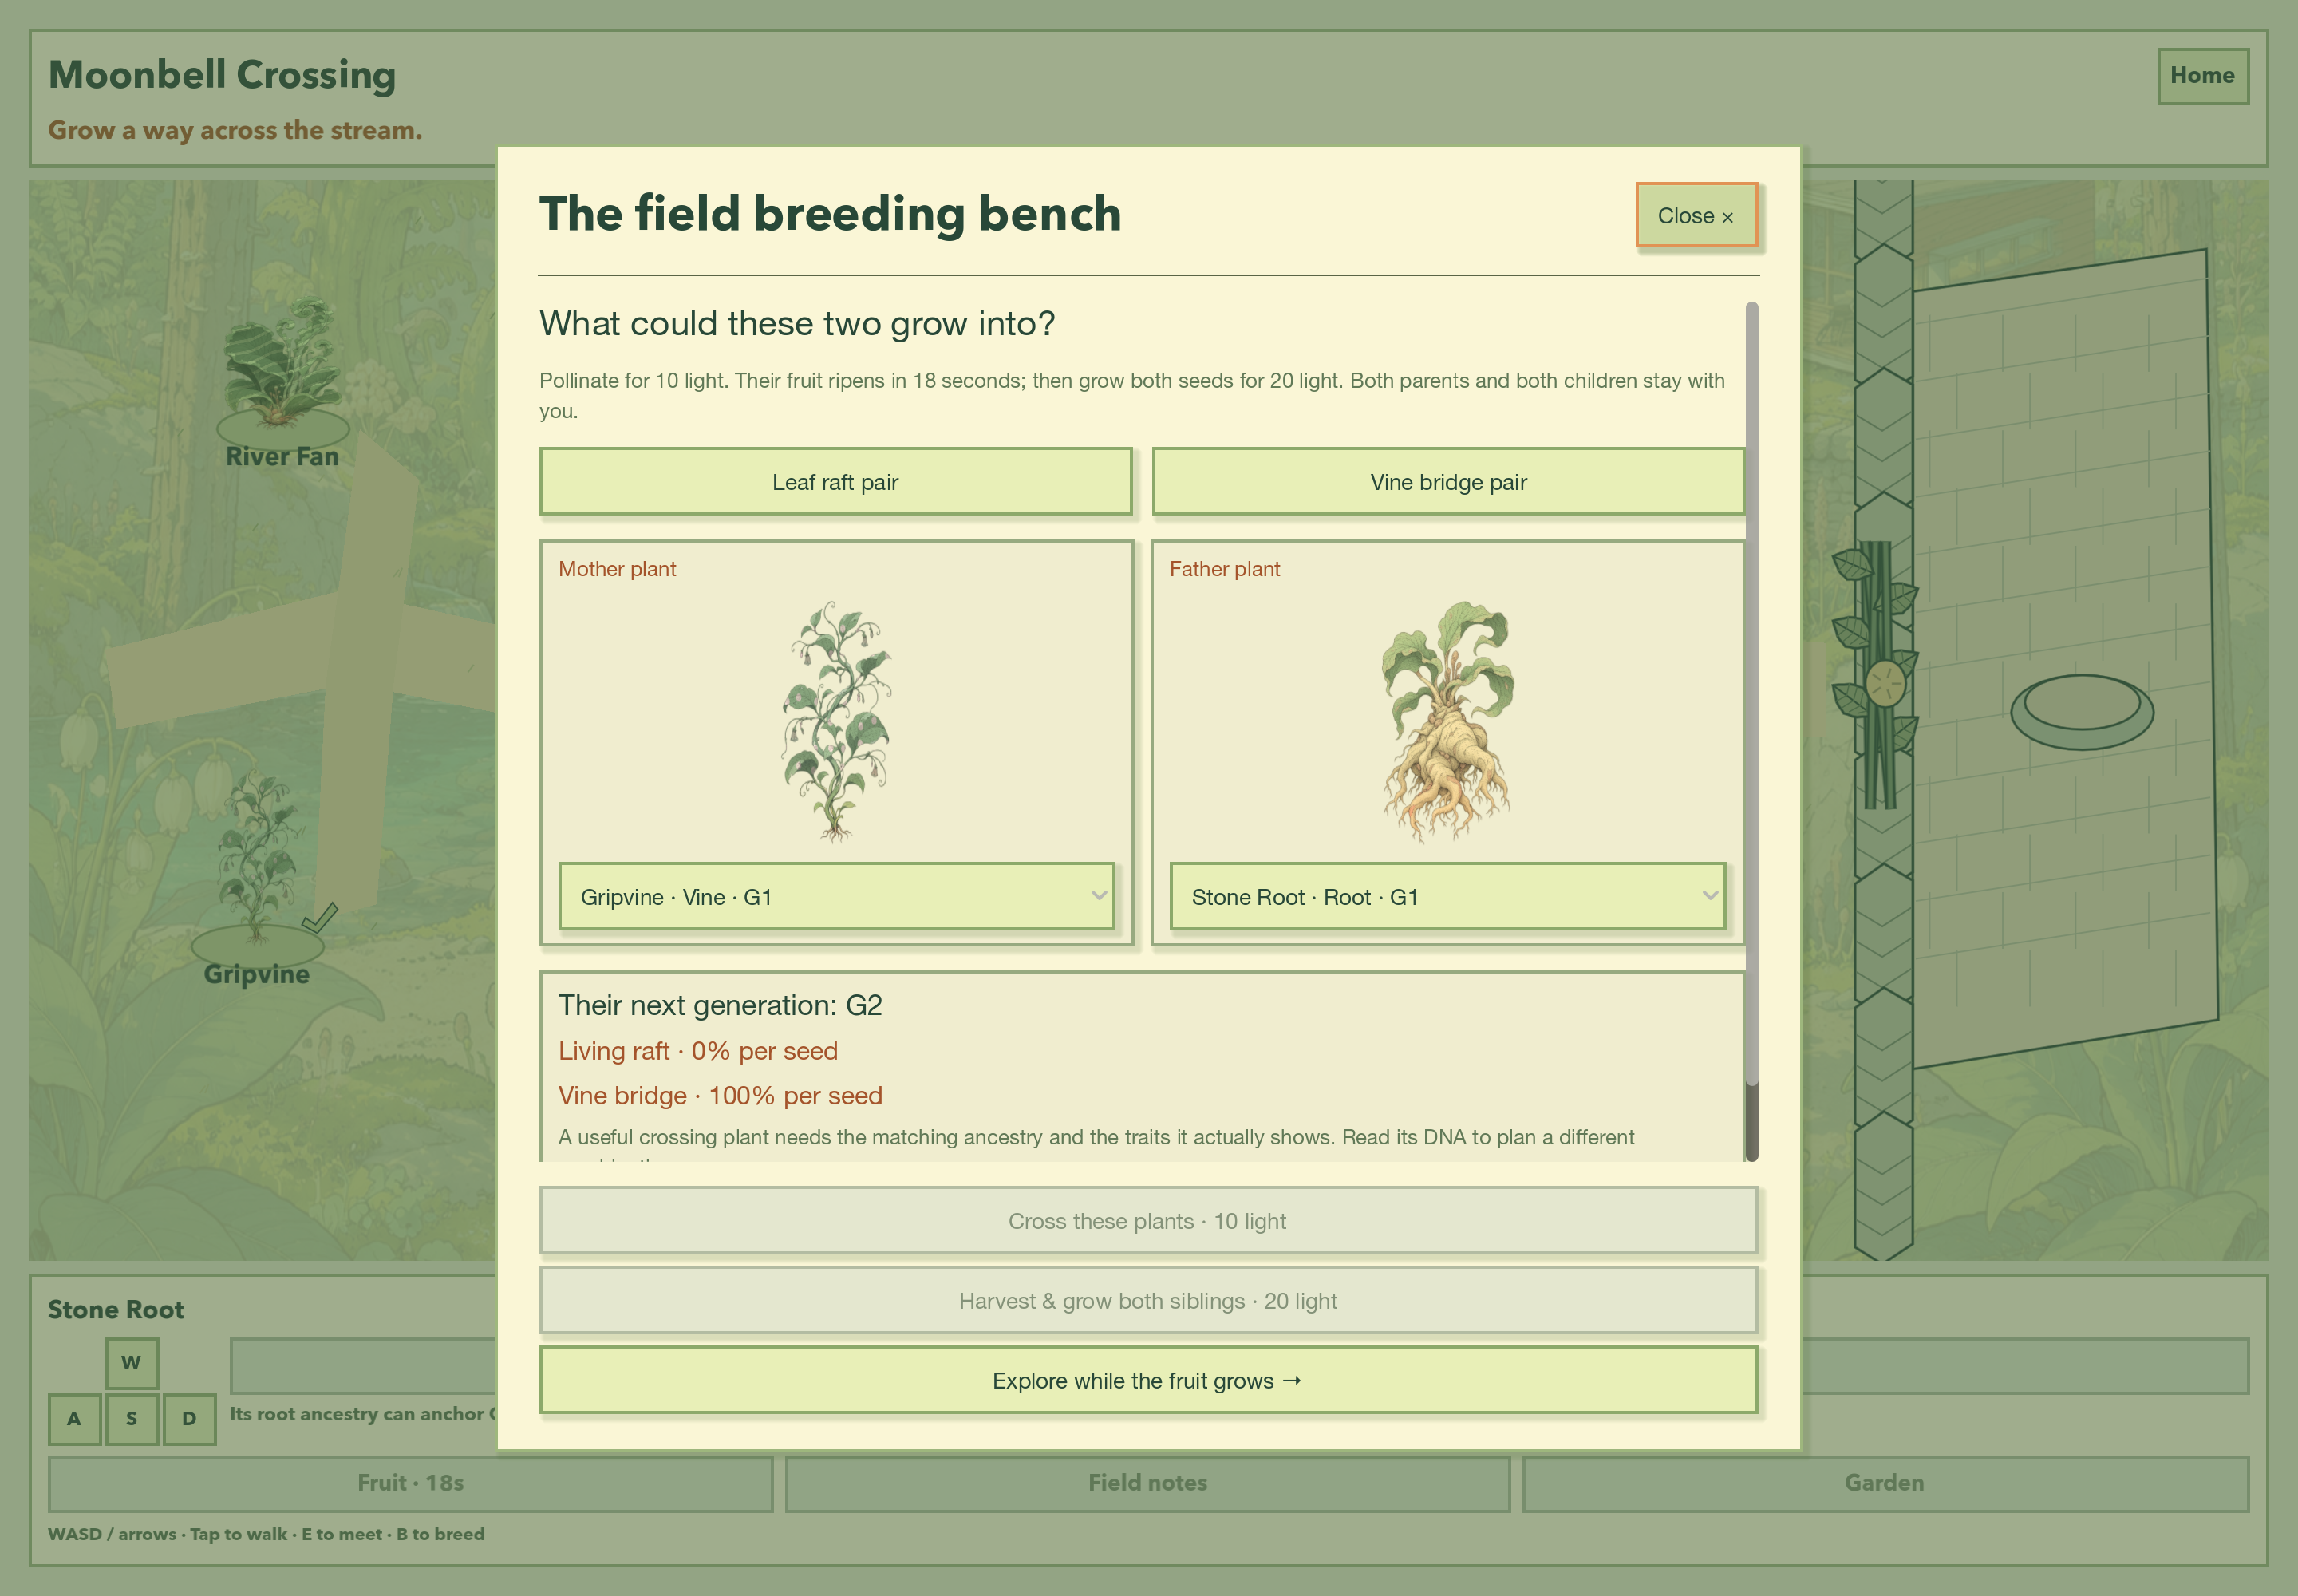 Moonbell Crossing
Home
Grow a way across the stream.
The field breeding bench
Close ×
What could these two grow into?
Pollinate for 10 light. Their fruit ripens in 18 seconds; then grow both seeds for 20 light. Both parents and both children stay with
you.
Leaf raft pair
Vine bridge pair
River Fan
Mother plant
Father plant
Gripvine · Vine · G1
Stone Root · Root · G1
Gripvine
Their next generation: G2
Living raft · 0% per seed
Vine bridge · 100% per seed
A useful crossing plant needs the matching ancestry and the traits it actually shows. Read its DNA to plan a different
Cross these plants · 10 light
Harvest & grow both siblings · 20 light
Explore while the fruit grows →
Stone Root
W
A S D
Its root ancestry can anchor
Fruit · 18s
Field notes
Garden
WASD / arrows · Tap to walk · E to meet · B to breed